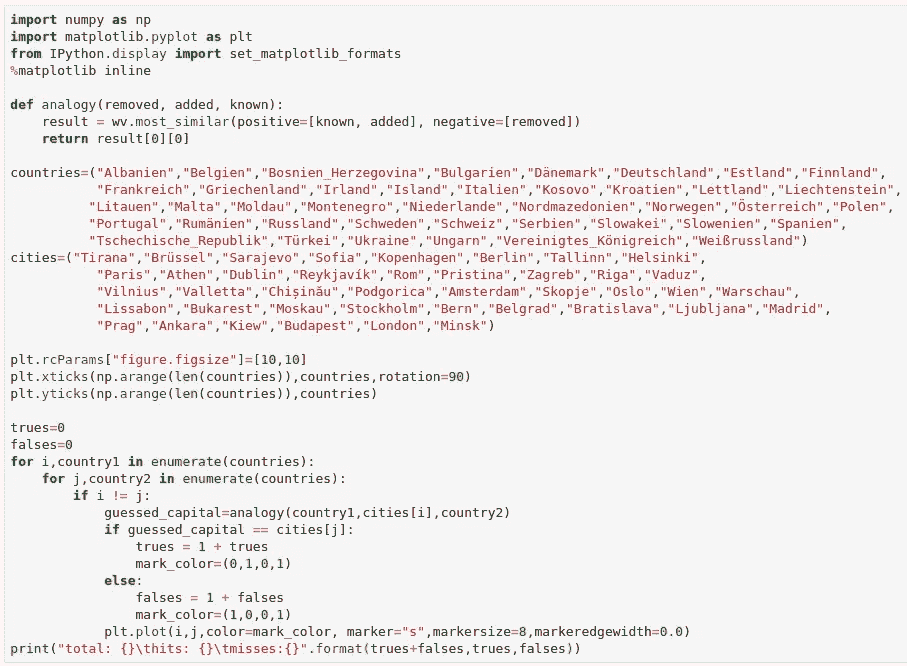 import numpy as np
import matplotlib.pyplot as plt
from IPython.display import set_matplotlib_formats
%matplotlib inline

def analogy(removed, added, known):
    result = wv.most_similar(positive=[known, added], negative=[removed])
    return result[0][0]

countries=("Albanien","Belgien","Bosnien_Herzegovina","Bulgarien","Dänemark","Deutschland","Estland","Finnland",
           "Frankreich","Griechenland","Irland","Island","Italien","Kosovo","Kroatien","Lettland","Liechtenstein",
          "Litauen","Malta","Moldau","Montenegro","Niederlande","Nordmazedonien","Norwegen","Österreich","Polen",
          "Portugal","Rumänien","Russland","Schweden","Schweiz","Serbien","Slowakei","Slowenien","Spanien",
          "Tschechische_Republik","Türkei","Ukraine","Ungarn","Vereinigtes_Königreich","Weißrussland")
cities=("Tirana","Brüssel","Sarajevo","Sofia","Kopenhagen","Berlin","Tallinn","Helsinki",
           "Paris","Athen","Dublin","Reykjavík","Rom","Pristina","Zagreb","Riga","Vaduz",
           "Vilnius","Valletta","Chișinău","Podgorica","Amsterdam","Skopje","Oslo","Wien","Warschau",
           "Lissabon","Bukarest","Moskau","Stockholm","Bern","Belgrad","Bratislava","Ljubljana","Madrid",
           "Prag","Ankara","Kiew","Budapest","London","Minsk")

plt.rcParams["figure.figsize"]=[10,10]
plt.xticks(np.arange(len(countries)),countries,rotation=90)
plt.yticks(np.arange(len(countries)),countries)

trues=0
falses=0
for i,country1 in enumerate(countries):
    for j,country2 in enumerate(countries):
        if i != j:
            guessed_capital=analogy(country1,cities[i],country2)
            if guessed_capital == cities[j]:
                trues = 1 + trues
                mark_color=(0,1,0,1)
            else:
                falses = 1 + falses
                mark_color=(1,0,0,1)
            plt.plot(i,j,color=mark_color, marker="s",markersize=8,markeredgewidth=0.0)
print("total: {}\thits: {}\tmisses:{}".format(trues+falses,trues,falses))